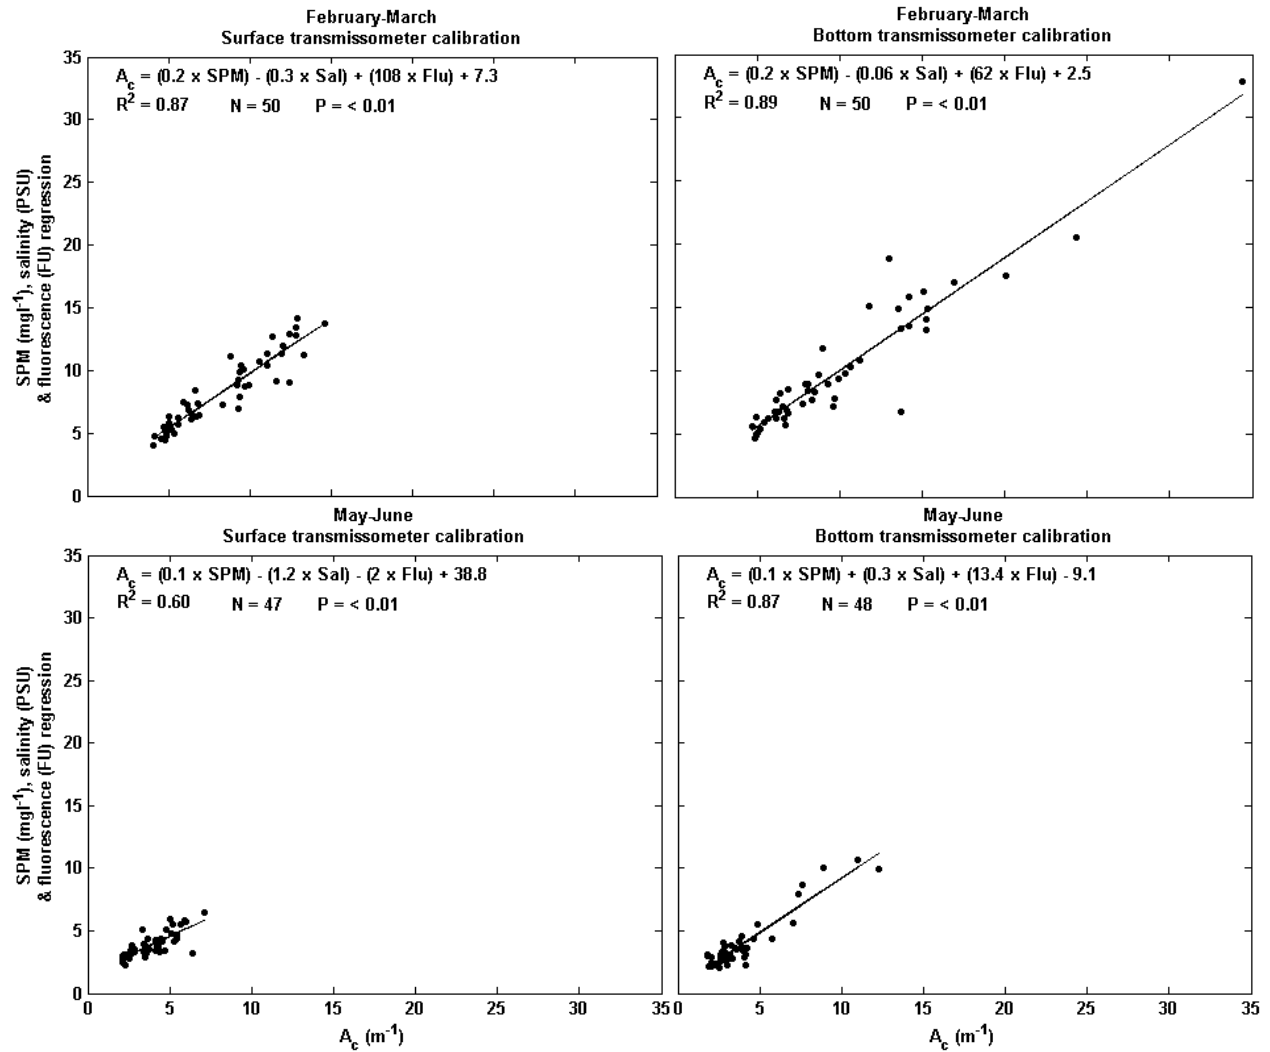 February-March
Surface transmissometer calibration
A_c = (0.2 x SPM) - (0.3 x Sal) + (108 x Flu) + 7.3
R² = 0.87 N = 50 P = < 0.01
35
30
25
20
15
10
5
0
SPM (mgl⁻¹), salinity (PSU)
& fluorescence (FU) regression
February-March
Bottom transmissometer calibration
A_c = (0.2 x SPM) - (0.06 x Sal) + (62 x Flu) + 2.5
R² = 0.89 N = 50 P = < 0.01
May-June
Surface transmissometer calibration
A_c = (0.1 x SPM) - (1.2 x Sal) - (2 x Flu) + 38.8
R² = 0.60 N = 47 P = < 0.01
35
30
25
20
15
10
5
0
SPM (mgl⁻¹), salinity (PSU)
& fluorescence (FU) regression
0 5 10 15 20 25 30 35
A_c (m⁻¹)
May-June
Bottom transmissometer calibration
A_c = (0.1 x SPM) + (0.3 x Sal) + (13.4 x Flu) - 9.1
R² = 0.87 N = 48 P = < 0.01
0 5 10 15 20 25 30 35
A_c (m⁻¹)